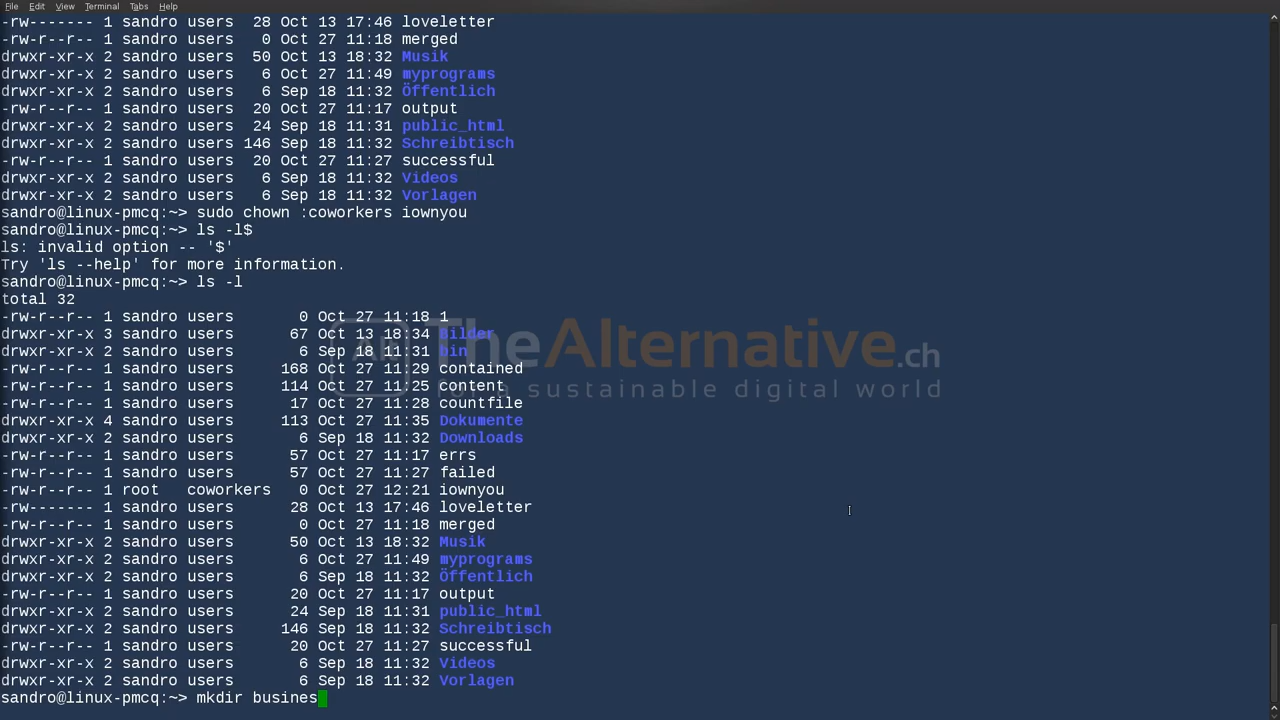 File Edit View Terminal Tabs Help
-rw------- 1 sandro users  28 Oct 13 17:46 loveletter
-rw-r--r-- 1 sandro users   0 Oct 27 11:18 merged
drwxr-xr-x 2 sandro users  50 Oct 13 18:32 Musik
drwxr-xr-x 2 sandro users   6 Oct 27 11:49 myprograms
drwxr-xr-x 2 sandro users   6 Sep 18 11:32 Öffentlich
-rw-r--r-- 1 sandro users  20 Oct 27 11:17 output
drwxr-xr-x 2 sandro users  24 Sep 18 11:31 public_html
drwxr-xr-x 2 sandro users 146 Sep 18 11:32 Schreibtisch
-rw-r--r-- 1 sandro users  20 Oct 27 11:27 successful
drwxr-xr-x 2 sandro users   6 Sep 18 11:32 Videos
drwxr-xr-x 2 sandro users   6 Sep 18 11:32 Vorlagen
sandro@linux-pmcq:~> sudo chown :coworkers iownyou
sandro@linux-pmcq:~> ls -l$
ls: invalid option -- '$'
Try 'ls --help' for more information.
sandro@linux-pmcq:~> ls -l
total 32
-rw-r--r-- 1 sandro users       0 Oct 27 11:18 1
drwxr-xr-x 3 sandro users      67 Oct 13 18:34 Bilder
drwxr-xr-x 2 sandro users       6 Sep 18 11:31 bin
-rw-r--r-- 1 sandro users     168 Oct 27 11:29 contained
-rw-r--r-- 1 sandro users     114 Oct 27 11:25 content
-rw-r--r-- 1 sandro users      17 Oct 27 11:28 countfile
drwxr-xr-x 4 sandro users     113 Oct 27 11:35 Dokumente
drwxr-xr-x 2 sandro users       6 Sep 18 11:32 Downloads
-rw-r--r-- 1 sandro users      57 Oct 27 11:17 errs
-rw-r--r-- 1 sandro users      57 Oct 27 11:27 failed
-rw-r--r-- 1 root   coworkers   0 Oct 27 12:21 iownyou
-rw------- 1 sandro users      28 Oct 13 17:46 loveletter
-rw-r--r-- 1 sandro users       0 Oct 27 11:18 merged
drwxr-xr-x 2 sandro users      50 Oct 13 18:32 Musik
drwxr-xr-x 2 sandro users       6 Oct 27 11:49 myprograms
drwxr-xr-x 2 sandro users       6 Sep 18 11:32 Öffentlich
-rw-r--r-- 1 sandro users      20 Oct 27 11:17 output
drwxr-xr-x 2 sandro users      24 Sep 18 11:31 public_html
drwxr-xr-x 2 sandro users     146 Sep 18 11:32 Schreibtisch
-rw-r--r-- 1 sandro users      20 Oct 27 11:27 successful
drwxr-xr-x 2 sandro users       6 Sep 18 11:32 Videos
drwxr-xr-x 2 sandro users       6 Sep 18 11:32 Vorlagen
sandro@linux-pmcq:~> mkdir busines
TheAlternative.ch
for a sustainable digital world